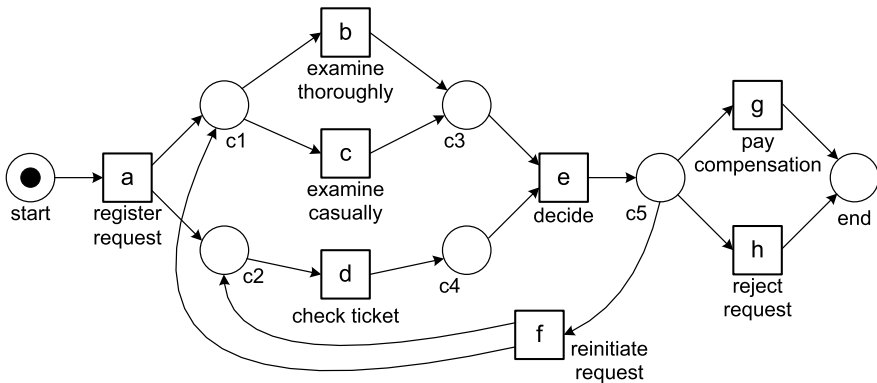 b
examine
thoroughly
c1
c3
g
pay
compensation
c
examine
casually
start
a
register
request
e
decide
c5
end
c2
d
check ticket
c4
h
reject
request
f
reinitiate
request